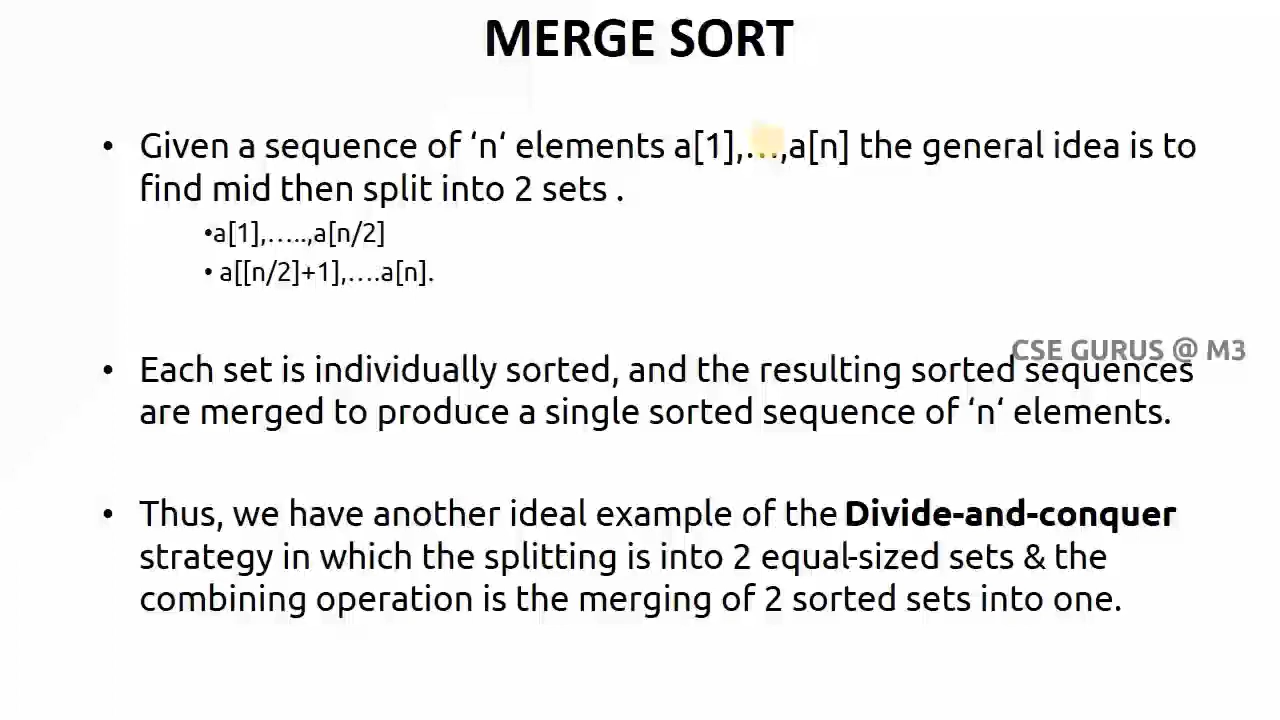 MERGE SORT
• Given a sequence of ‘n‘ elements a[1],...,a[n] the general idea is to
find mid then split into 2 sets .
•a[1],…..,a[n/2]
• a[[n/2]+1],….a[n].
CSE GURUS @ M3
• Each set is individually sorted, and the resulting sorted sequences
are merged to produce a single sorted sequence of ‘n‘ elements.
• Thus, we have another ideal example of the Divide-and-conquer
strategy in which the splitting is into 2 equal-sized sets & the
combining operation is the merging of 2 sorted sets into one.